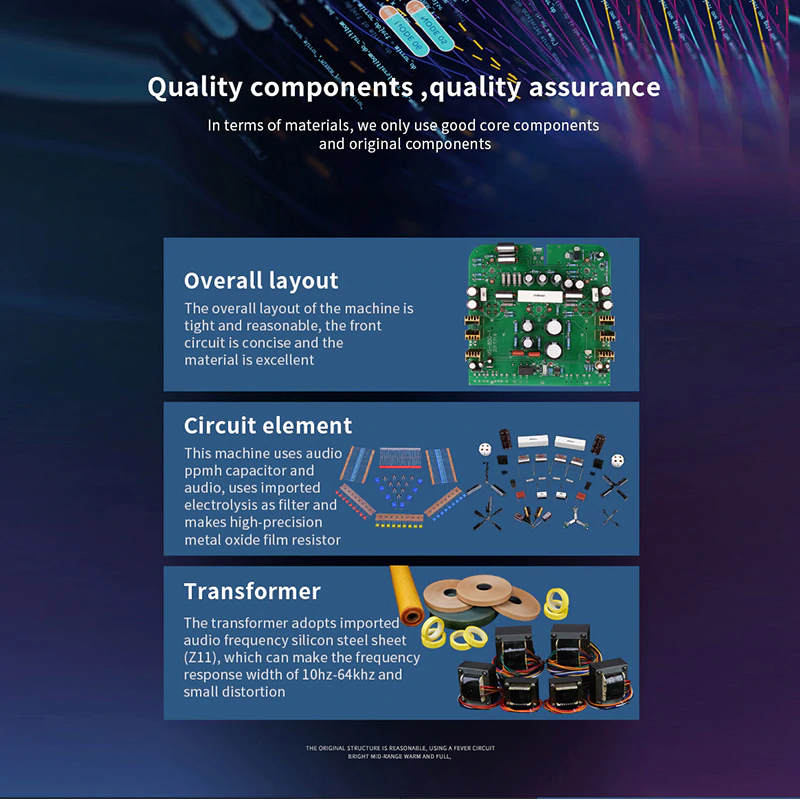 Quality components ,quality assurance
In terms of materials, we only use good core components
and original components
Overall layout
The overall layout of the machine is
tight and reasonable, the front
circuit is concise and the
material is excellent
Circuit element
This machine uses audio
ppmh capacitor and
audio, uses imported
electrolysis as filter and
makes high-precision
metal oxide film resistor
Transformer
The transformer adopts imported
audio frequency silicon steel sheet
(Z11), which can make the frequency
response width of 10hz-64khz and
small distortion
THE ORIGINAL STRUCTURE IS REASONABLE, USING A FEVER CIRCUIT
BRIGHT MID-RANGE WARM AND FULL,